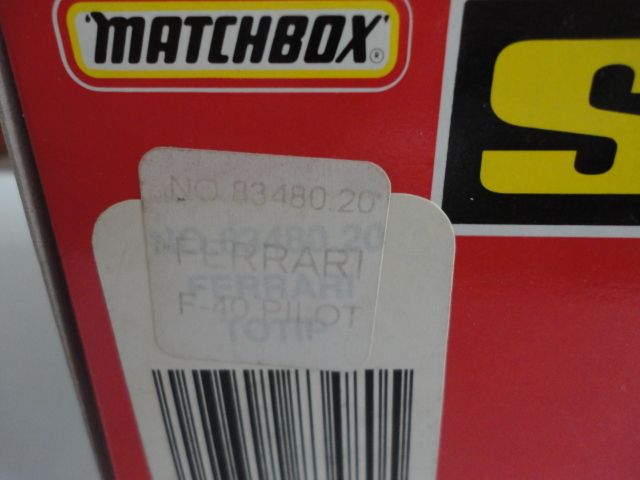 "MATCHBOX"
®
S
NO.83480.20
NO.83480.20
FERRARI
FERRARI
F-40 PILOT
TOTIP